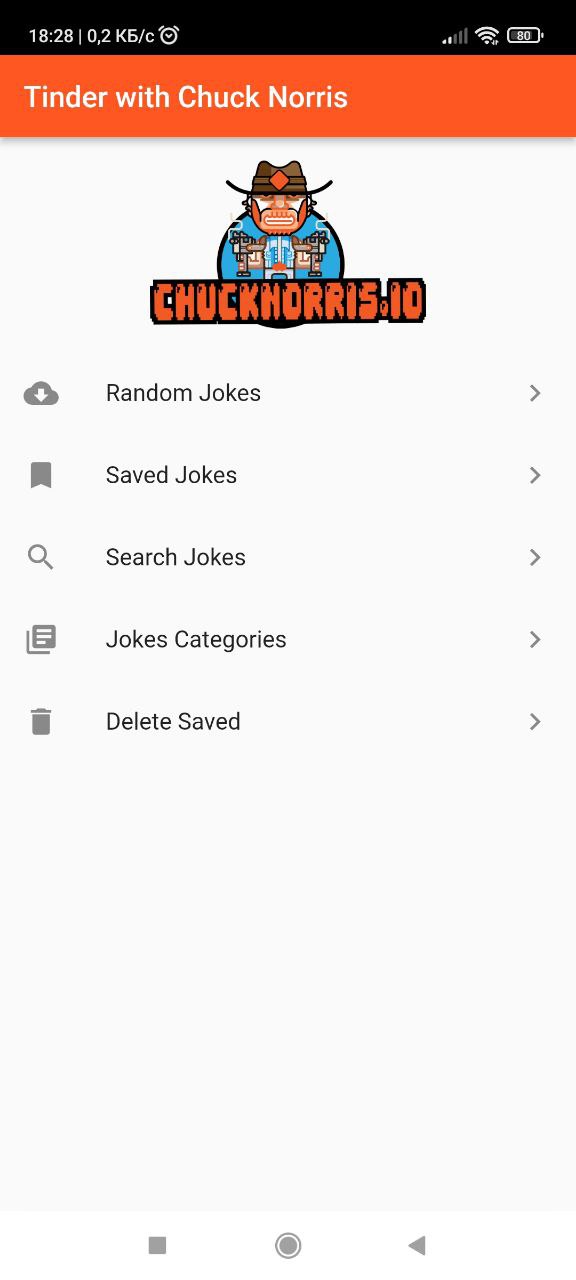 18:28 | 0,2 КБ/с
80
Tinder with Chuck Norris
CHUCKNORRIS.IO
Random Jokes
Saved Jokes
Search Jokes
Jokes Categories
Delete Saved